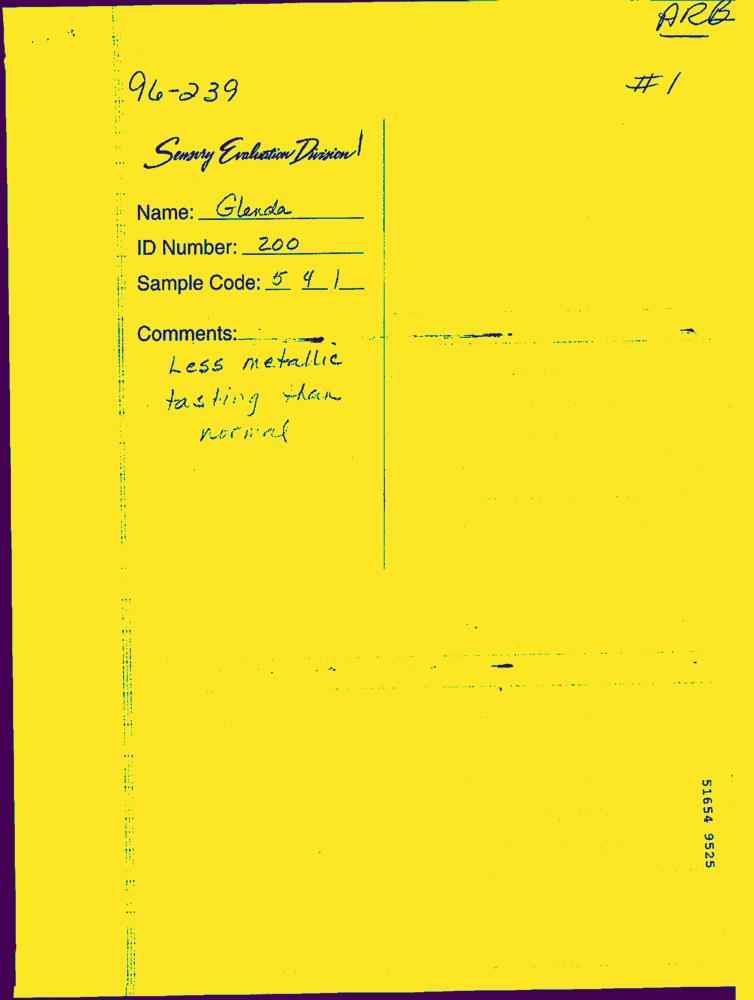 ARB
96-239
#1
Sensory Evaluation Division
Name: Glenda
ID Number: 200
Sample Code: 5 4 1
Comments:
Less metallic
tasting than
normal
51654 9525